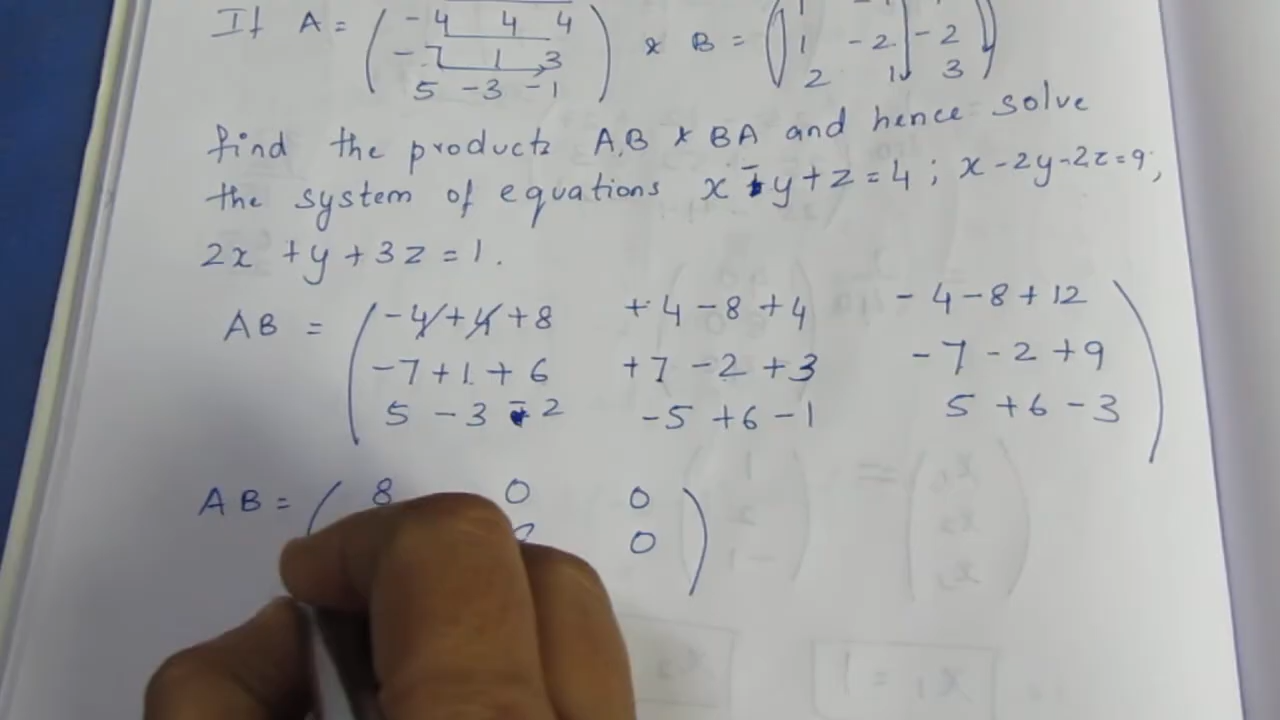 If A = ( -4 4 4 & B = ( 1 -1 1
-7 1 3 ) 1 -2 -2 )
5 -3 -1 2 1 3
find the products AB & BA and hence solve
the system of equations x - y + z = 4 ; x - 2y - 2z = 9 ;
2x + y + 3z = 1 .
AB = ( -4 + 4 + 8 + 4 - 8 + 4 - 4 - 8 + 12 )
-7 + 1 + 6 + 7 - 2 + 3 - 7 - 2 + 9
5 - 3 - 2 - 5 + 6 - 1 5 + 6 - 3
AB = ( 8 0 0 )
0